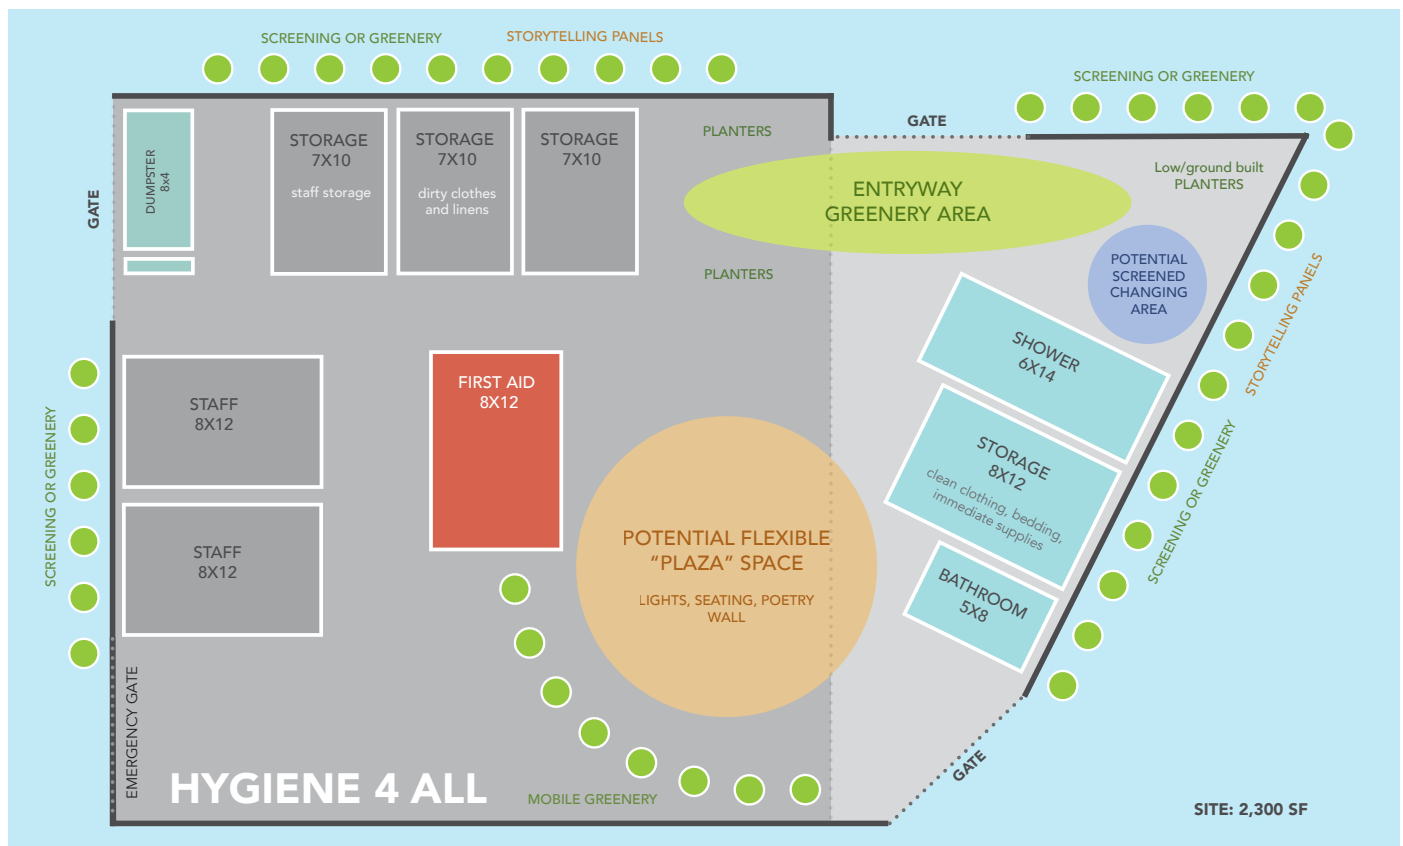 SCREENING OR GREENERY
STORYTELLING PANELS
SCREENING OR GREENERY
GATE
GATE
DUMPSTER
8x4
STORAGE
7X10
staff storage
STORAGE
7X10
dirty clothes
and linens
STORAGE
7X10
PLANTERS
PLANTERS
ENTRYWAY
GREENERY AREA
Low/ground built
PLANTERS
POTENTIAL
SCREENED
CHANGING
AREA
STORYTELLING PANELS
SCREENING OR GREENERY
SHOWER
6X14
STORAGE
8X12
clean clothing, bedding,
immediate supplies
BATHROOM
5X8
SCREENING OR GREENERY
STAFF
8X12
STAFF
8X12
FIRST AID
8X12
POTENTIAL FLEXIBLE
“PLAZA” SPACE
LIGHTS, SEATING, POETRY
WALL
EMERGENCY GATE
HYGIENE 4 ALL
MOBILE GREENERY
GATE
SITE: 2,300 SF